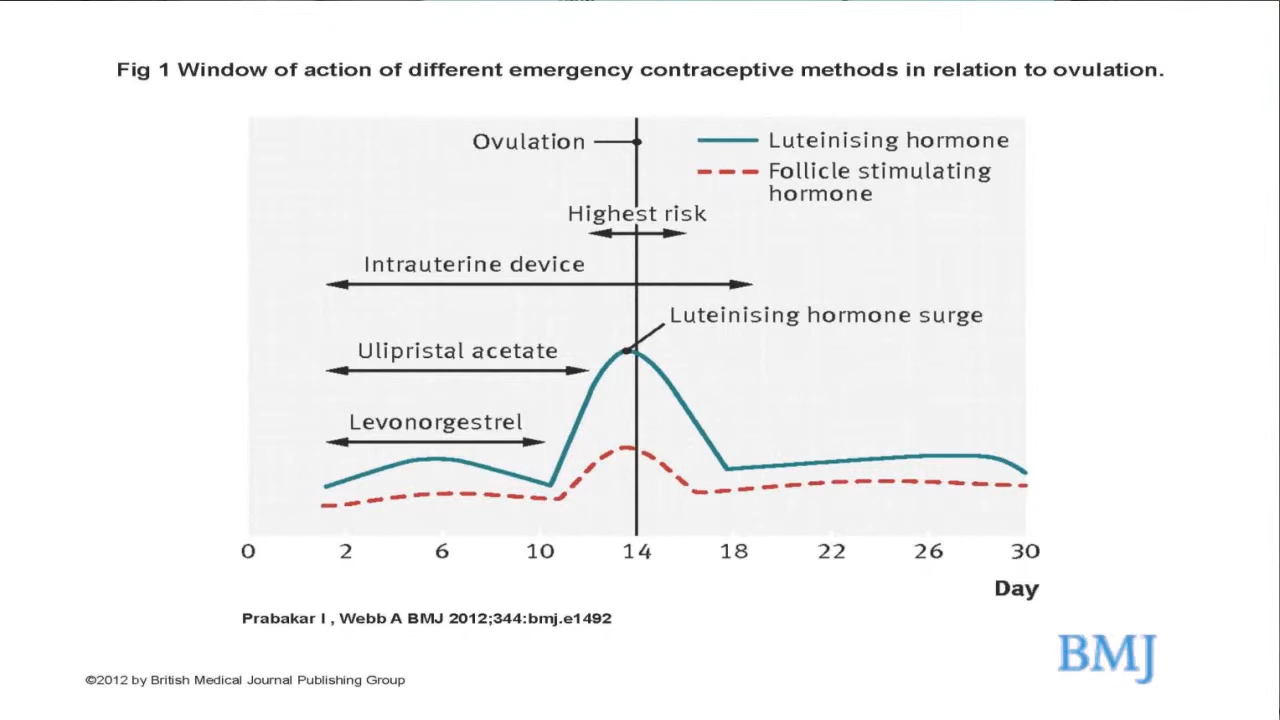 Fig 1 Window of action of different emergency contraceptive methods in relation to ovulation.
Ovulation
Luteinising hormone
Follicle stimulating
hormone
Highest risk
Intrauterine device
Luteinising hormone surge
Ulipristal acetate
Levonorgestrel
0 2 6 10 14 18 22 26 30
Day
Prabakar I , Webb A BMJ 2012;344:bmj.e1492
BMJ
©2012 by British Medical Journal Publishing Group